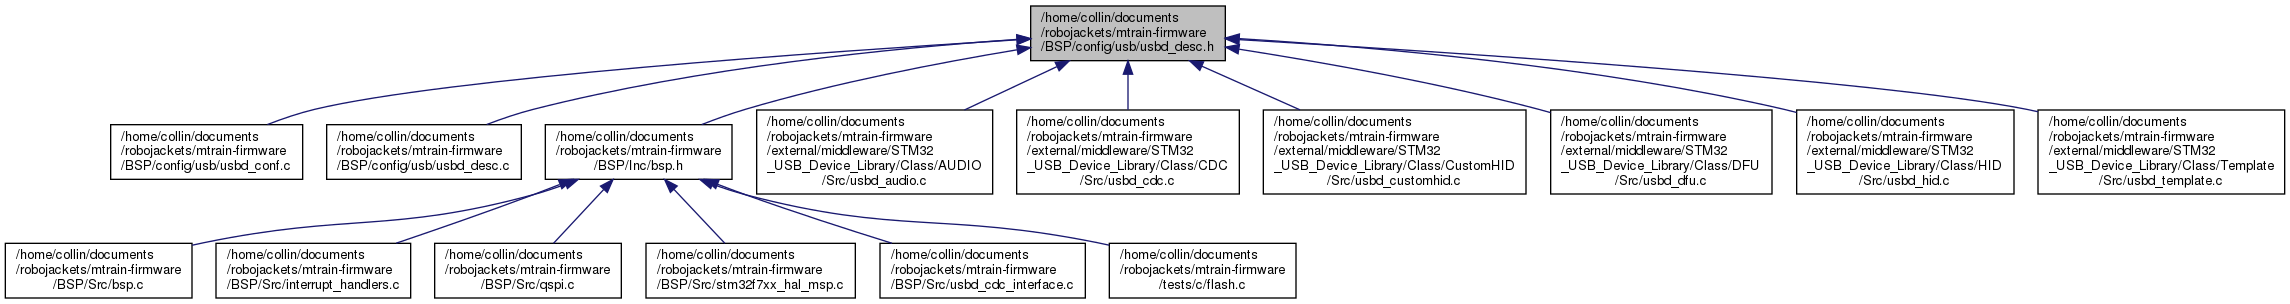 /home/collin/documents
/robojackets/mtrain-firmware
/BSP/config/usb/usbd_desc.h
/home/collin/documents
/robojackets/mtrain-firmware
/BSP/config/usb/usbd_conf.c
/home/collin/documents
/robojackets/mtrain-firmware
/BSP/config/usb/usbd_desc.c
/home/collin/documents
/robojackets/mtrain-firmware
/BSP/Inc/bsp.h
/home/collin/documents
/robojackets/mtrain-firmware
/external/middleware/STM32
_USB_Device_Library/Class/AUDIO
/Src/usbd_audio.c
/home/collin/documents
/robojackets/mtrain-firmware
/external/middleware/STM32
_USB_Device_Library/Class/CDC
/Src/usbd_cdc.c
/home/collin/documents
/robojackets/mtrain-firmware
/external/middleware/STM32
_USB_Device_Library/Class/CustomHID
/Src/usbd_customhid.c
/home/collin/documents
/robojackets/mtrain-firmware
/external/middleware/STM32
_USB_Device_Library/Class/DFU
/Src/usbd_dfu.c
/home/collin/documents
/robojackets/mtrain-firmware
/external/middleware/STM32
_USB_Device_Library/Class/HID
/Src/usbd_hid.c
/home/collin/documents
/robojackets/mtrain-firmware
/external/middleware/STM32
_USB_Device_Library/Class/Template
/Src/usbd_template.c
/home/collin/documents
/robojackets/mtrain-firmware
/BSP/Src/bsp.c
/home/collin/documents
/robojackets/mtrain-firmware
/BSP/Src/interrupt_handlers.c
/home/collin/documents
/robojackets/mtrain-firmware
/BSP/Src/qspi.c
/home/collin/documents
/robojackets/mtrain-firmware
/BSP/Src/stm32f7xx_hal_msp.c
/home/collin/documents
/robojackets/mtrain-firmware
/BSP/Src/usbd_cdc_interface.c
/home/collin/documents
/robojackets/mtrain-firmware
/tests/c/flash.c